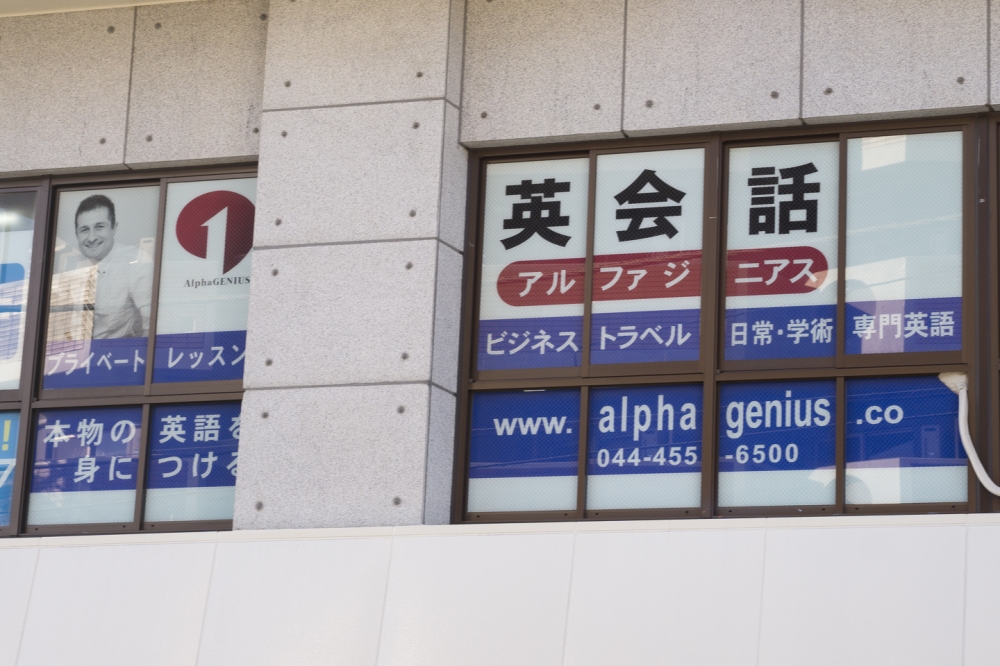 AlphaGENIUS
プライベート レッスン
本物の 英語を
身に つける
英会話
アルファジニアス
ビジネス トラベル 日常・学術 専門英語
www.alphagenius.co
044-455-6500